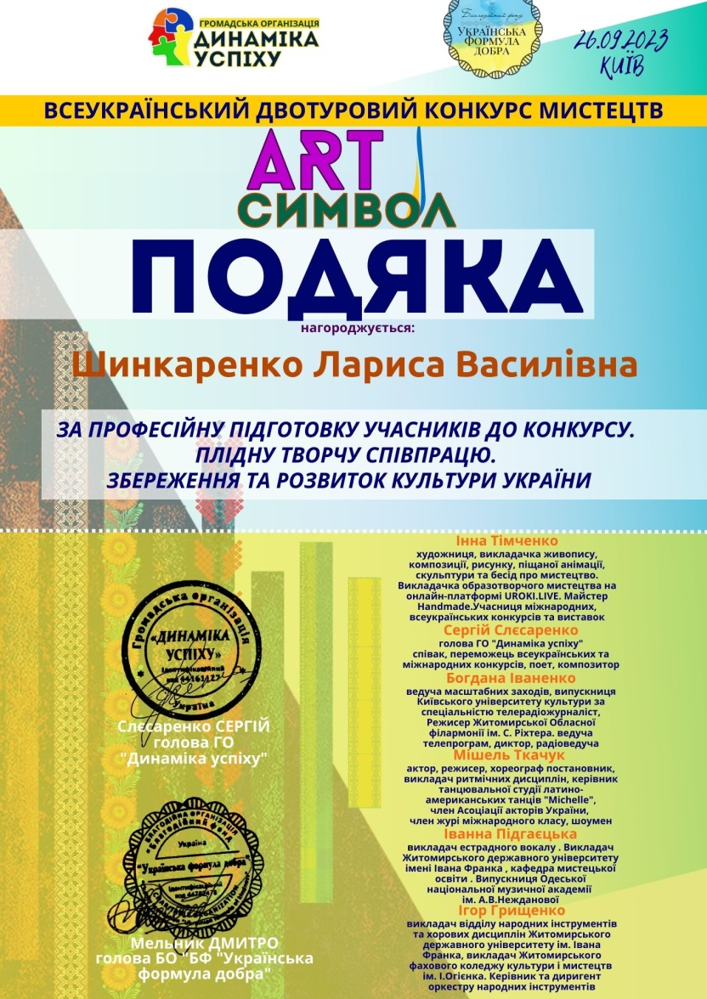 ГРОМАДСЬКА ОРГАНІЗАЦІЯ
ДИНАМІКА
УСПІХУ
Благодійний фонд
УКРАЇНСЬКА
ФОРМУЛА
ДОБРА
26.09.2023
КИЇВ
ВСЕУКРАЇНСЬКИЙ ДВОТУРОВИЙ КОНКУРС МИСТЕЦТВ
ART
СИМВОЛ
ПОДЯКА
нагороджується:
Шинкаренко Лариса Василівна
ЗА ПРОФЕСІЙНУ ПІДГОТОВКУ УЧАСНИКІВ ДО КОНКУРСУ.
ПЛІДНУ ТВОРЧУ СПІВПРАЦЮ.
ЗБЕРЕЖЕННЯ ТА РОЗВИТОК КУЛЬТУРИ УКРАЇНИ
Громадська організація
«ДИНАМІКА
УСПІХУ»
Ідентифікаційний
код 44161127
Україна
Слєсаренко СЕРГІЙ
голова ГО
"Динаміка успіху"
БЛАГОДІЙНА ОРГАНІЗАЦІЯ
"Благодійний фонд
Україна
"Українська формула добра"
Ідентифікаційний
код 44782478
Мельник ДМИТРО
голова БО "БФ "Українська
формула добра"
Інна Тімченко
художниця, викладачка живопису,
композиції, рисунку, піщаної анімації,
скульптури та бесід про мистецтво.
Викладачка образотворчого мистецтва на
онлайн-платформі UROKI.LIVE. Майстер
Handmade.Учасниця міжнародних,
всеукраїнських конкурсів та виставок
Сергій Слєсаренко
голова ГО "Динаміка успіху"
співак, переможець всеукраїнських та
міжнародних конкурсів, поет, композитор
Богдана Іваненко
ведуча масштабних заходів, випускниця
Київського університету культури за
спеціальністю телерадіожурналіст,
Режисер Житомирської Обласної
філармонії ім. С. Ріхтера. ведуча
телепрограм, диктор, радіоведуча
Мішель Ткачук
актор, режисер, хореограф постановник,
викладач ритмічних дисциплін, керівник
танцювальної студії латино-
американських танців "Michelle",
член Асоціації акторів України,
член журі міжнародного класу, шоумен
Іванна Підгаєцька
викладач естрадного вокалу . Викладач
Житомирського державного університету
імені Івана Франка , кафедра мистецької
освіти . Випускниця Одеської
національної музичної академії
ім. А.В.Нежданової
Ігор Грищенко
викладач відділу народних інструментів
та хорових дисциплін Житомирського
державного університету ім. Івана
Франка, викладач Житомирського
фахового коледжу культури і мистецтв
ім. І.Огієнка. Керівник та диригент
оркестру народних інструментів